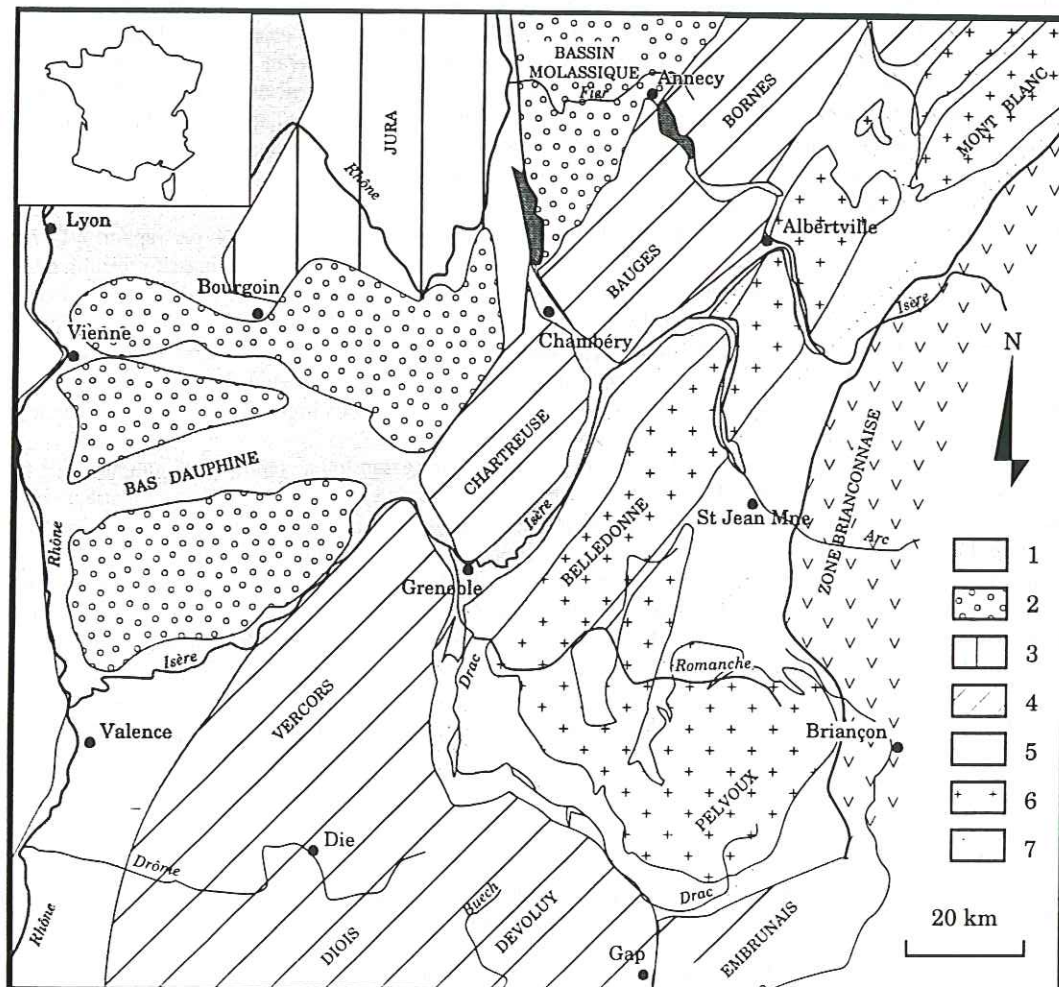 BASSIN
MOLASSIQUE
Annecy
Fier
BORNES
MONT BLANC
JURA
Rhône
Lyon
Albertville
BAUGES
Bourgoin
Isère
Chambéry
Vienne
N
CHARTREUSE
BAS DAUPHINE
ZONE BRIANCONNAISE
St Jean Mne
Isère
Arc
BELLEDONNE
Rhône
Grenoble
1
2
Isère
Drac
Romanche
3
VERCORS
4
Valence
Briançon
5
PELVOUX
6
Die
7
Drôme
Drac
Buech
20 km
Rhône
DEVOLUY
DIOIS
EMBRUNAIS
Gap